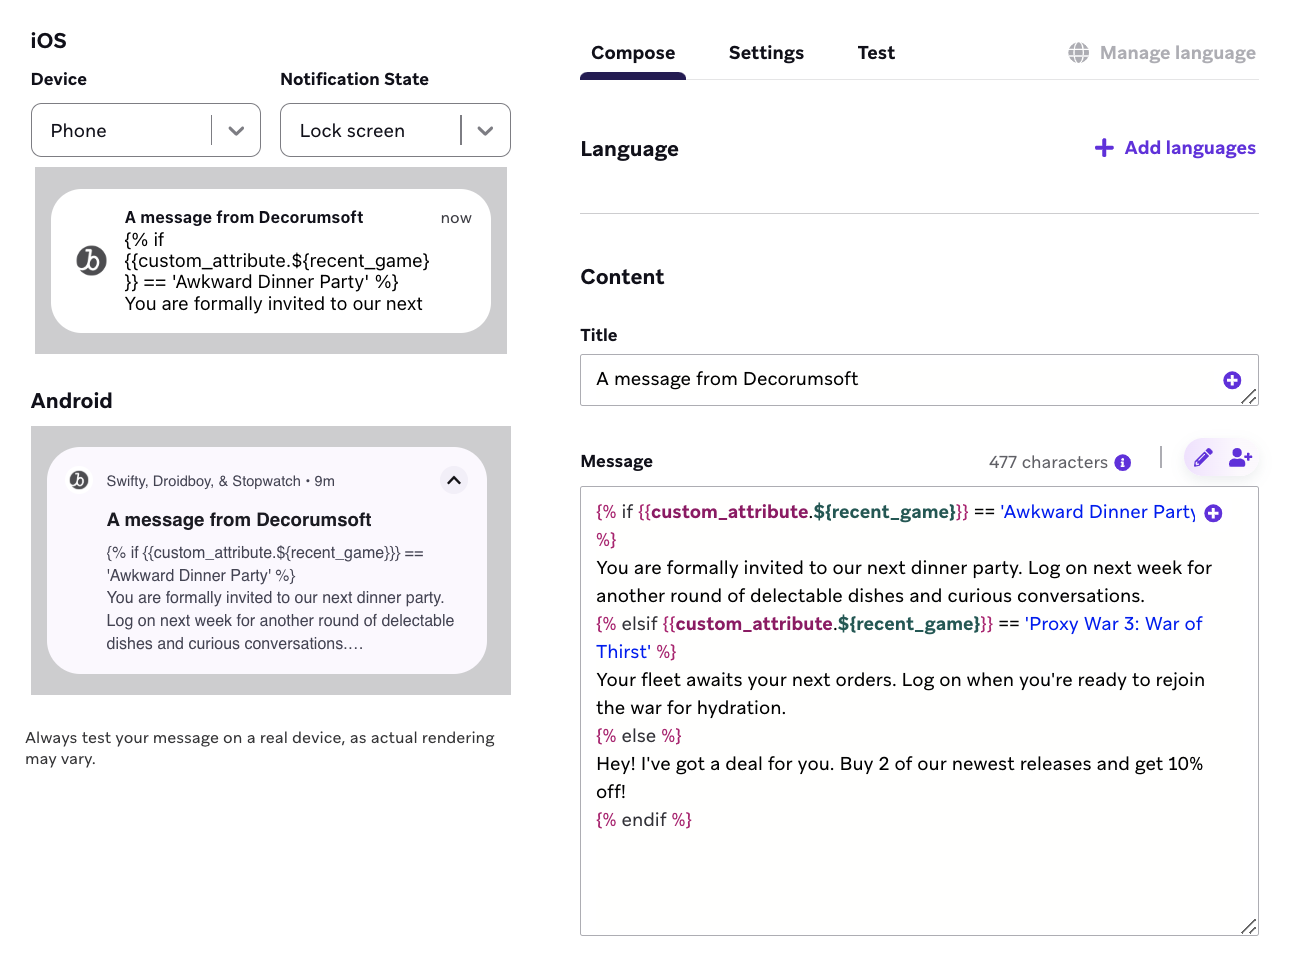 iOS
Device
Notification State
Phone
Lock screen
A message from Decorumsoft
now
{% if
{{custom_attribute.${recent_game}
}} == 'Awkward Dinner Party' %}
You are formally invited to our next
Android
Swifty, Droidboy, & Stopwatch • 9m
A message from Decorumsoft
{% if {{custom_attribute.${recent_game}}} ==
'Awkward Dinner Party' %}
You are formally invited to our next dinner party.
Log on next week for another round of delectable
dishes and curious conversations.…
Always test your message on a real device, as actual rendering
may vary.
Compose
Settings
Test
Manage language
Language
Add languages
Content
Title
A message from Decorumsoft
Message
477 characters
{% if {{custom_attribute.${recent_game}}} == 'Awkward Dinner Party
%}
You are formally invited to our next dinner party. Log on next week for
another round of delectable dishes and curious conversations.
{% elsif {{custom_attribute.${recent_game}}} == 'Proxy War 3: War of
Thirst' %}
Your fleet awaits your next orders. Log on when you're ready to rejoin
the war for hydration.
{% else %}
Hey! I've got a deal for you. Buy 2 of our newest releases and get 10%
off!
{% endif %}